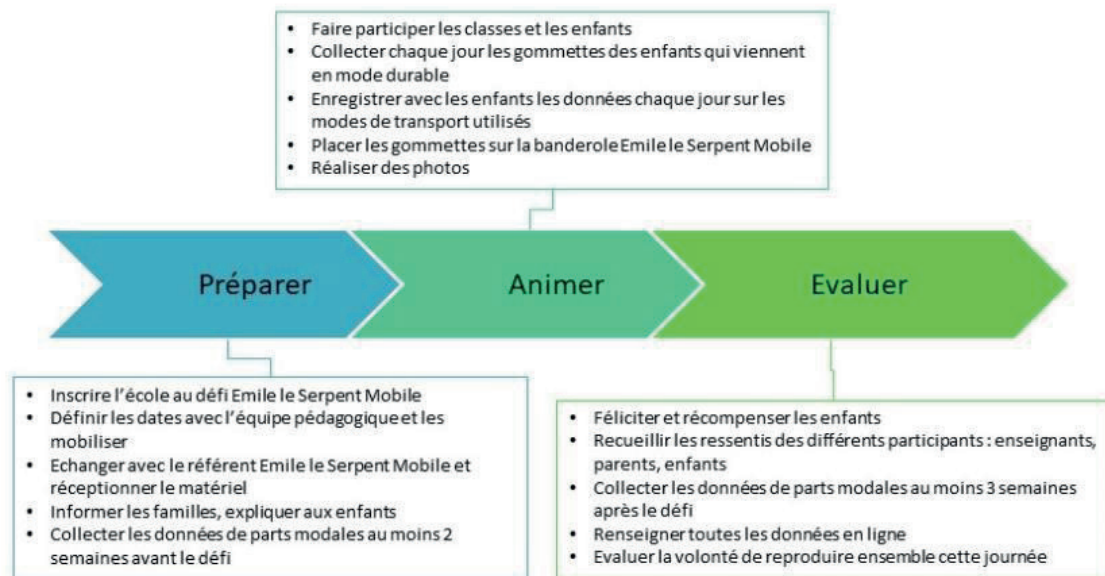 • Faire participer les classes et les enfants
• Collecter chaque jour les gommettes des enfants qui viennent
en mode durable
• Enregistrer avec les enfants les données chaque jour sur les
modes de transport utilisés
• Placer les gommettes sur la banderole Emile le Serpent Mobile
• Réaliser des photos
Préparer
Animer
Evaluer
• Inscrire l'école au défi Emile le Serpent Mobile
• Définir les dates avec l'équipe pédagogique et les
mobiliser
• Echanger avec le référent Emile le Serpent Mobile et
réceptionner le matériel
• Informer les familles, expliquer aux enfants
• Collecter les données de parts modales au moins 2
semaines avant le défi
• Féliciter et récompenser les enfants
• Recueillir les ressentis des différents participants : enseignants,
parents, enfants
• Collecter les données de parts modales au moins 3 semaines
après le défi
• Renseigner toutes les données en ligne
• Evaluer la volonté de reproduire ensemble cette journée